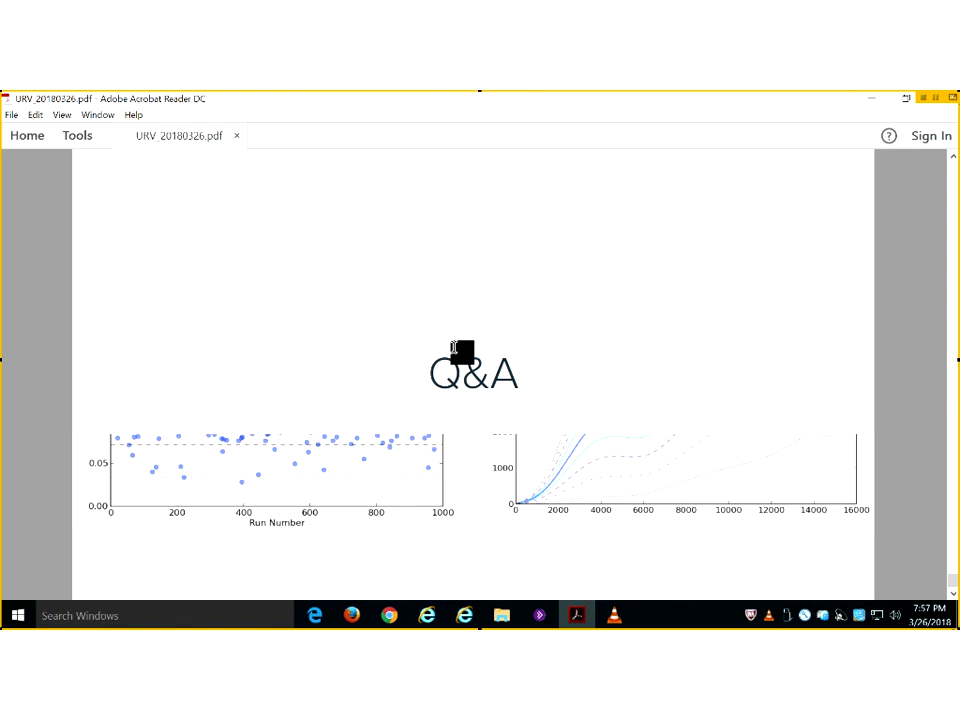 URV_20180326.pdf - Adobe Acrobat Reader DC
File Edit View Window Help
Home Tools URV_20180326.pdf ×
? Sign In
Q&A
0.05
0.00
0 200 400 600 800 1000
Run Number
1000
0
0 2000 4000 6000 8000 10000 12000 14000 16000
Search Windows
7:57 PM
3/26/2018